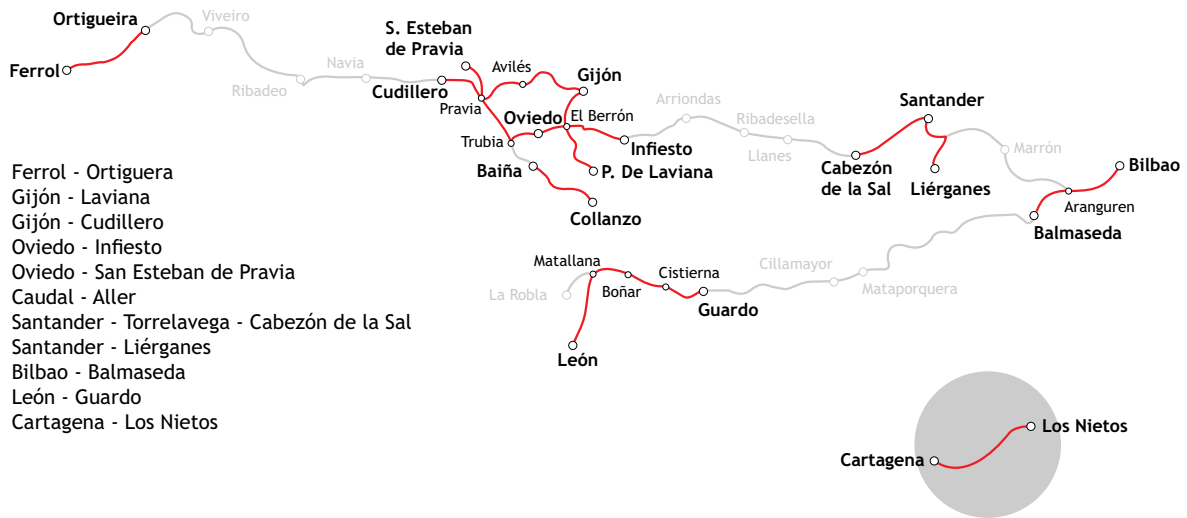 Ortigueira
Viveiro
Ferrol
Ribadeo
Navia
S. Esteban
de Pravia
Cudillero
Avilés
Gijón
Pravia
Oviedo
El Berrón
Trubia
Baiña
Infiesto
P. De Laviana
Collanzo
Arriondas
Ribadesella
Llanes
Santander
Cabezón
de la Sal
Liérganes
Marrón
Bilbao
Aranguren
Balmaseda
Matallana
Cistierna
Boñar
La Robla
Guardo
Cillamayor
Mataporquera
León
Ferrol - Ortiguera
Gijón - Laviana
Gijón - Cudillero
Oviedo - Infiesto
Oviedo - San Esteban de Pravia
Caudal - Aller
Santander - Torrelavega - Cabezón de la Sal
Santander - Liérganes
Bilbao - Balmaseda
León - Guardo
Cartagena - Los Nietos
Los Nietos
Cartagena